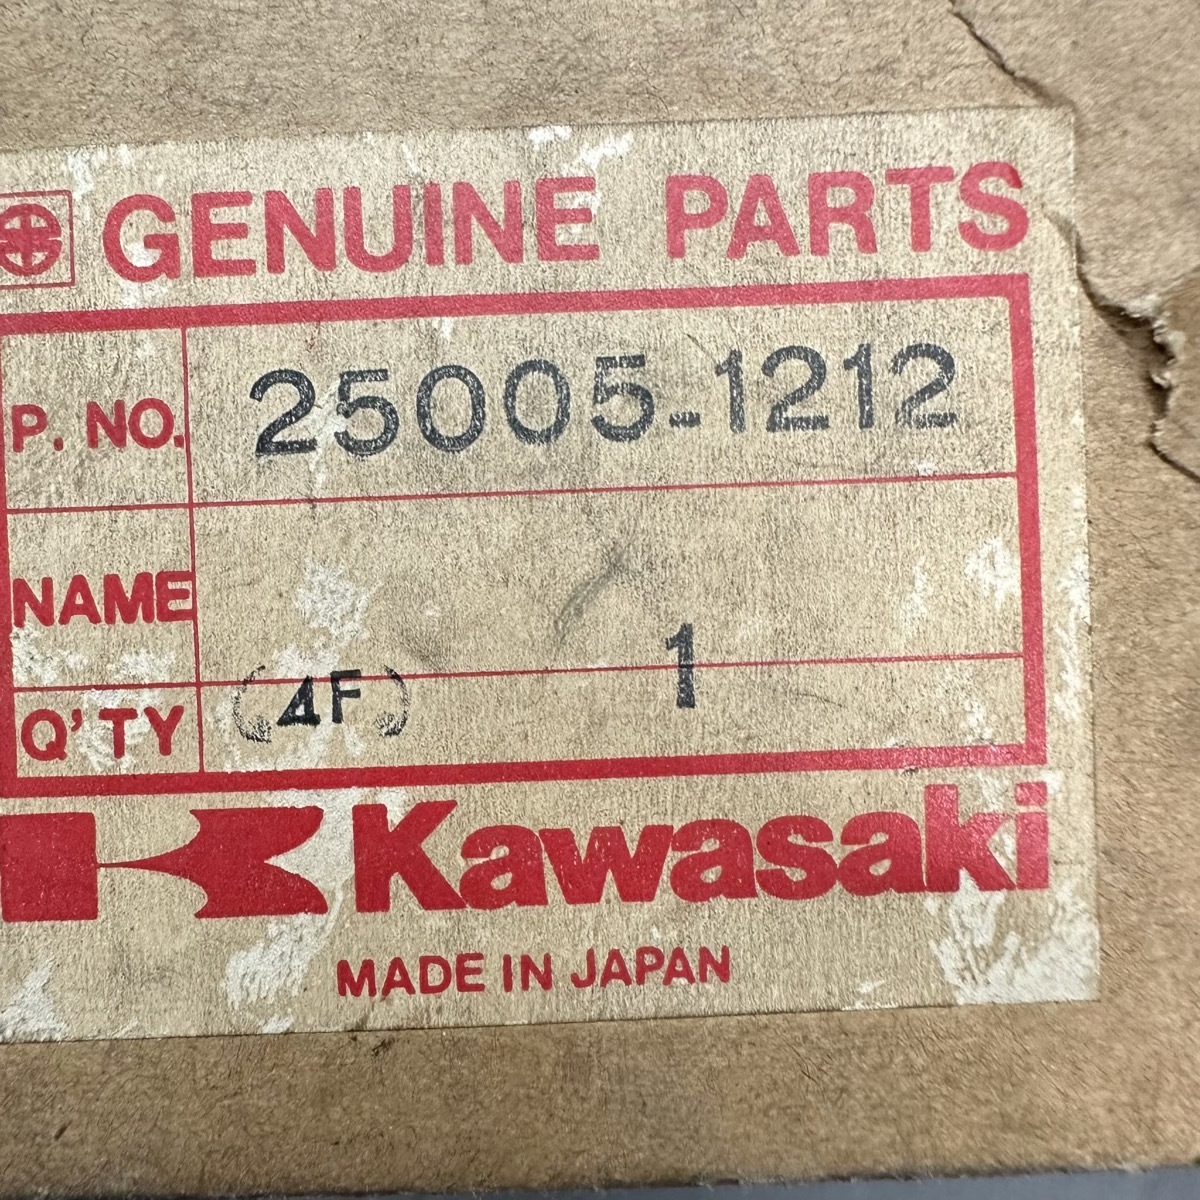 GENUINE PARTS
P. NO. 25005-1212
NAME
Q'TY (4F) 1
Kawasaki
MADE IN JAPAN